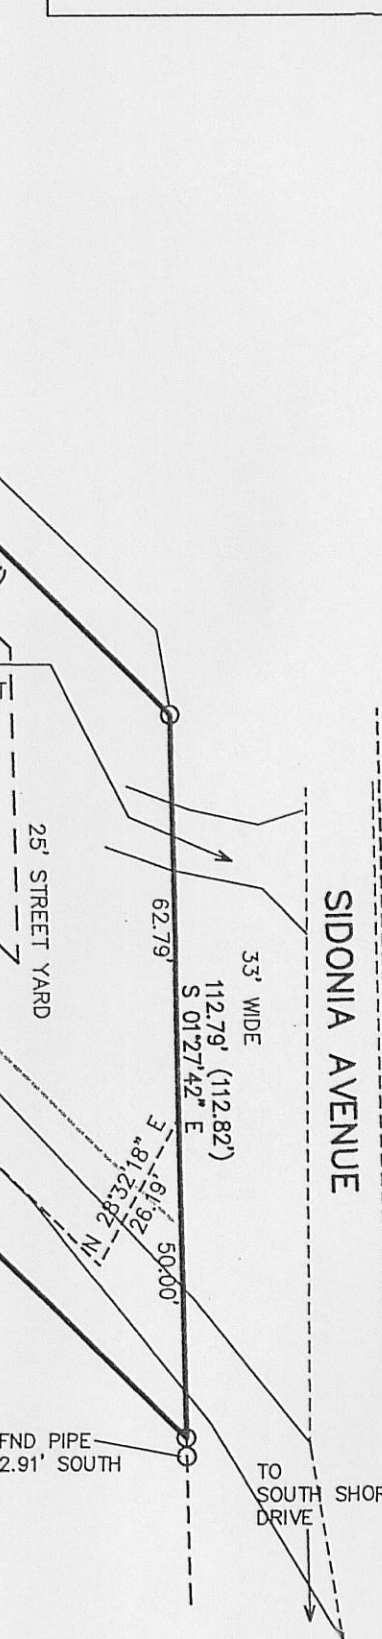 SIDONIA AVENUE
33' WIDE
112.79' (112.82')
S 01°27'42" E
62.79'
25' STREET YARD
N 28°32'18" E
26.19'
50.00'
FND PIPE
2.91' SOUTH
TO
SOUTH SHOR
DRIVE